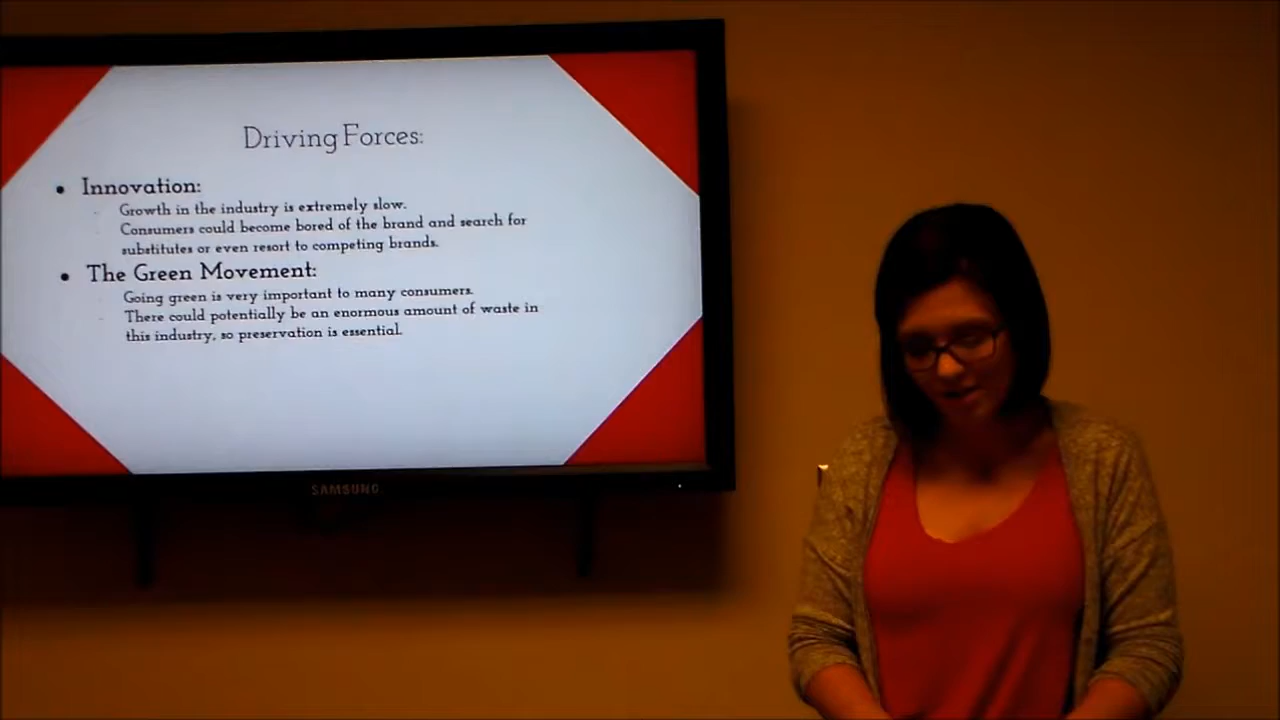 Driving Forces:
Innovation:
Growth in the industry is extremely slow.
Consumers could become bored of the brand and search for
substitutes or even resort to competing brands.
The Green Movement:
Going green is very important to many consumers.
There could potentially be an enormous amount of waste in
this industry, so preservation is essential.
SAMSUNG